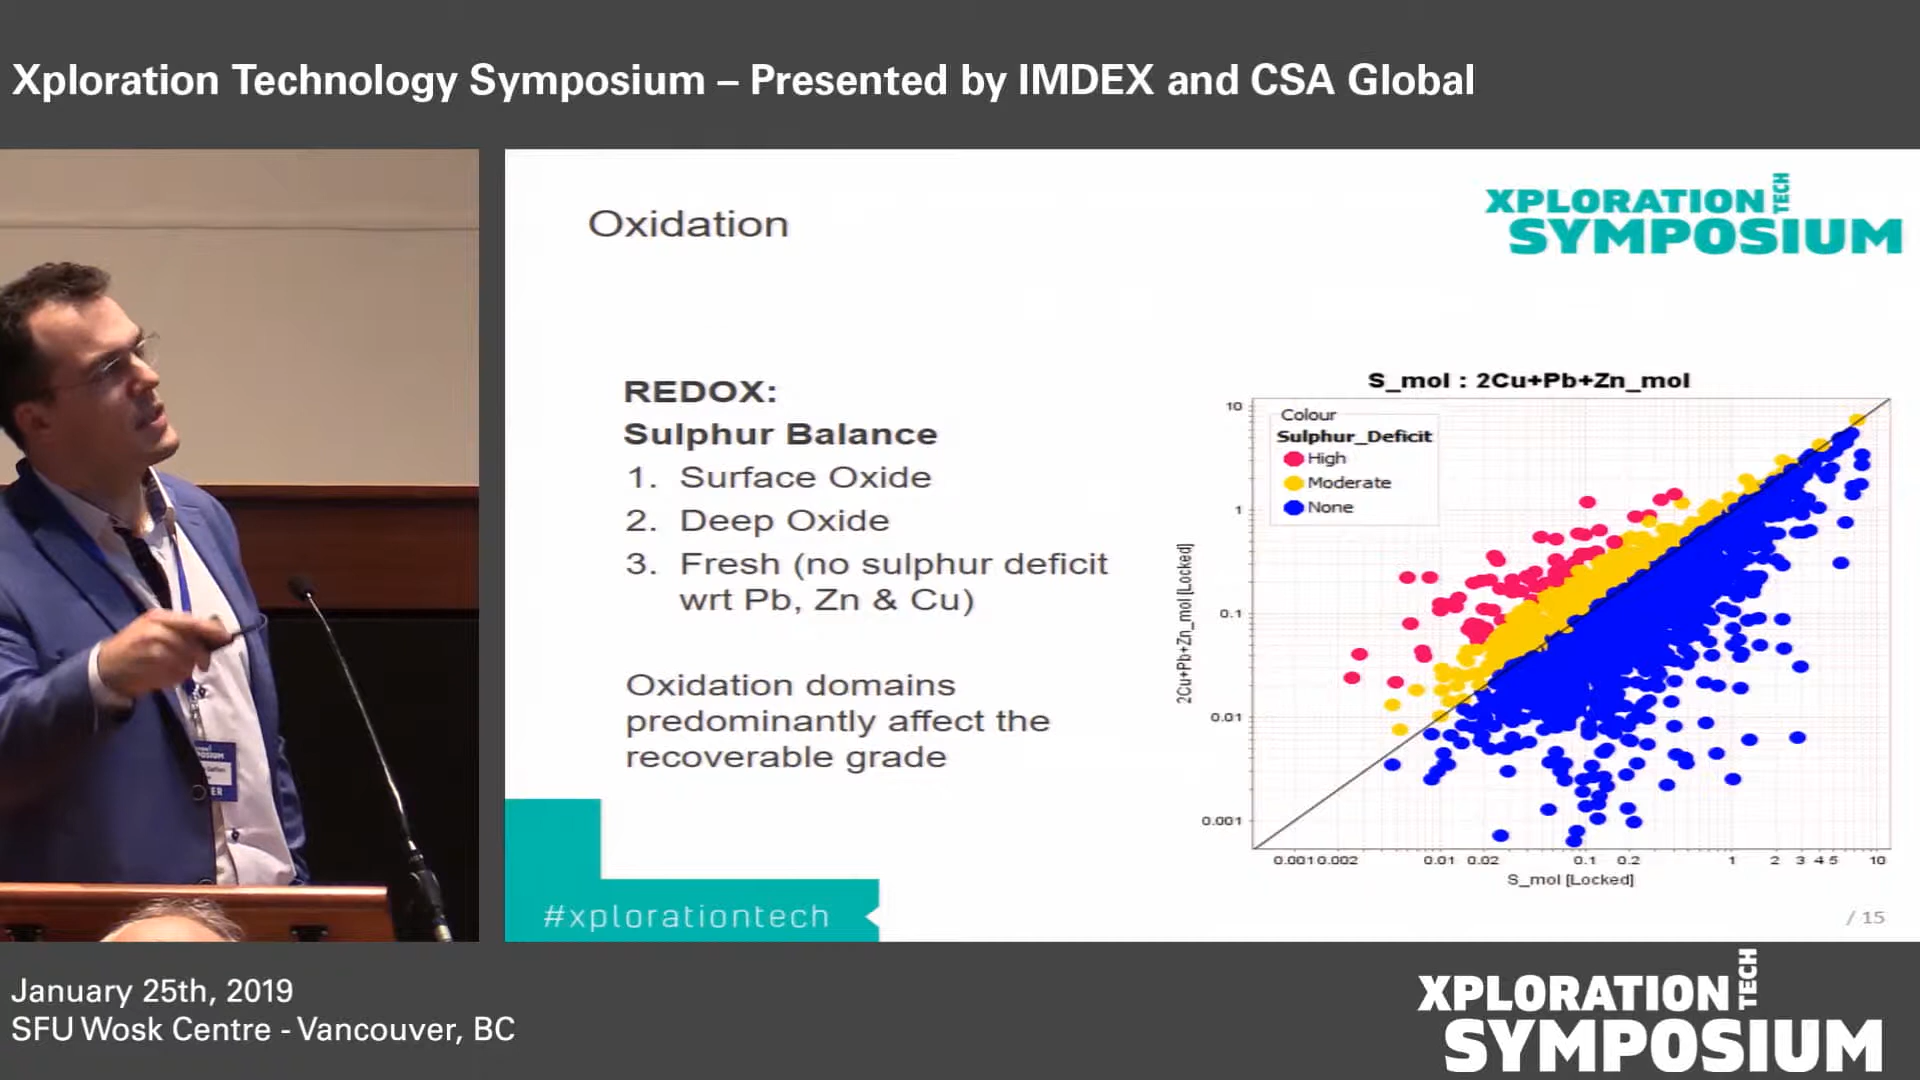 Xploration Technology Symposium – Presented by IMDEX and CSA Global
Oxidation
XPLORATION TECH
SYMPOSIUM
REDOX:
Sulphur Balance
1. Surface Oxide
2. Deep Oxide
3. Fresh (no sulphur deficit
wrt Pb, Zn & Cu)
Oxidation domains
predominantly affect the
recoverable grade
S_mol : 2Cu+Pb+Zn_mol
Colour
Sulphur_Deficit
High
Moderate
None
2Cu+Pb+Zn_mol [Locked]
10
1
0.1
0.01
0.001
0.001 0.002 0.01 0.02 0.1 0.2 1 2 3 4 5 10
S_mol [Locked]
#xplorationtech
/ 15
January 25th, 2019
SFU Wosk Centre - Vancouver, BC
XPLORATION TECH
SYMPOSIUM